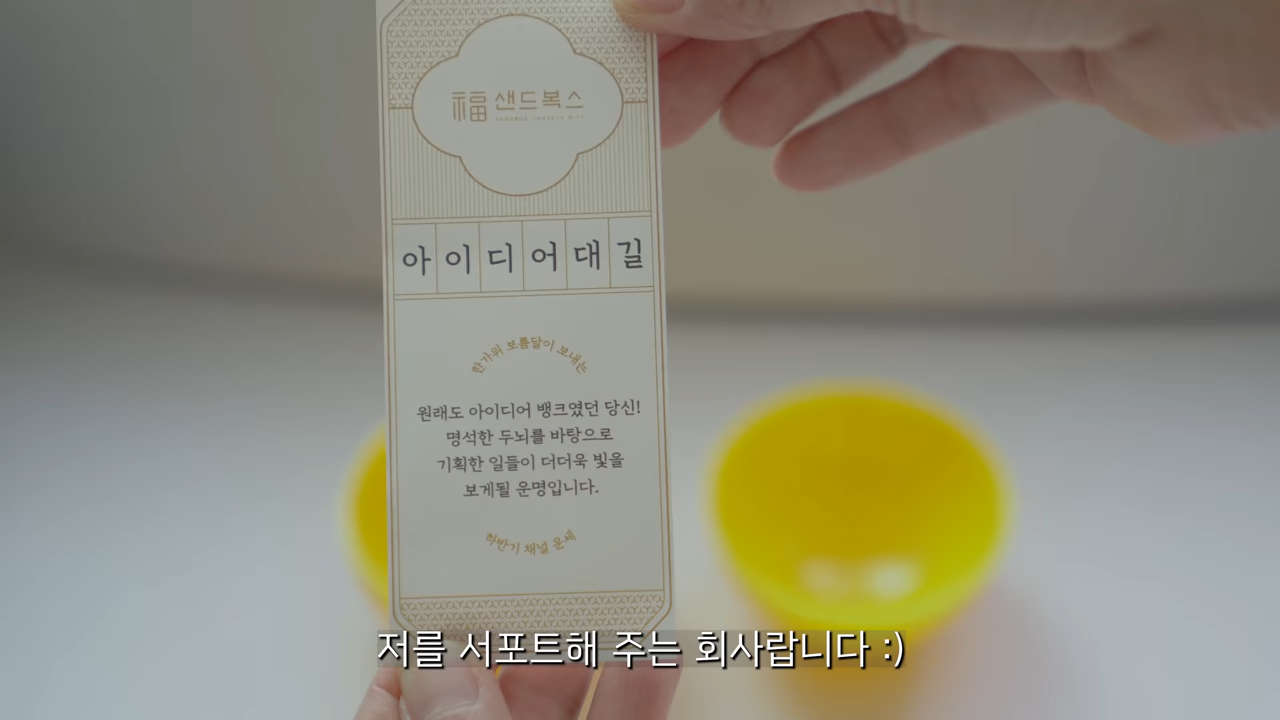 福 샌드복스
아이디어대길
한가위 보름달이 보내는
원래도 아이디어 뱅크였던 당신!
명석한 두뇌를 바탕으로
기획한 일들이 더더욱 빛을
보게될 운명입니다.
하반기 채널 운세
저를 서포트해 주는 회사랍니다 :)